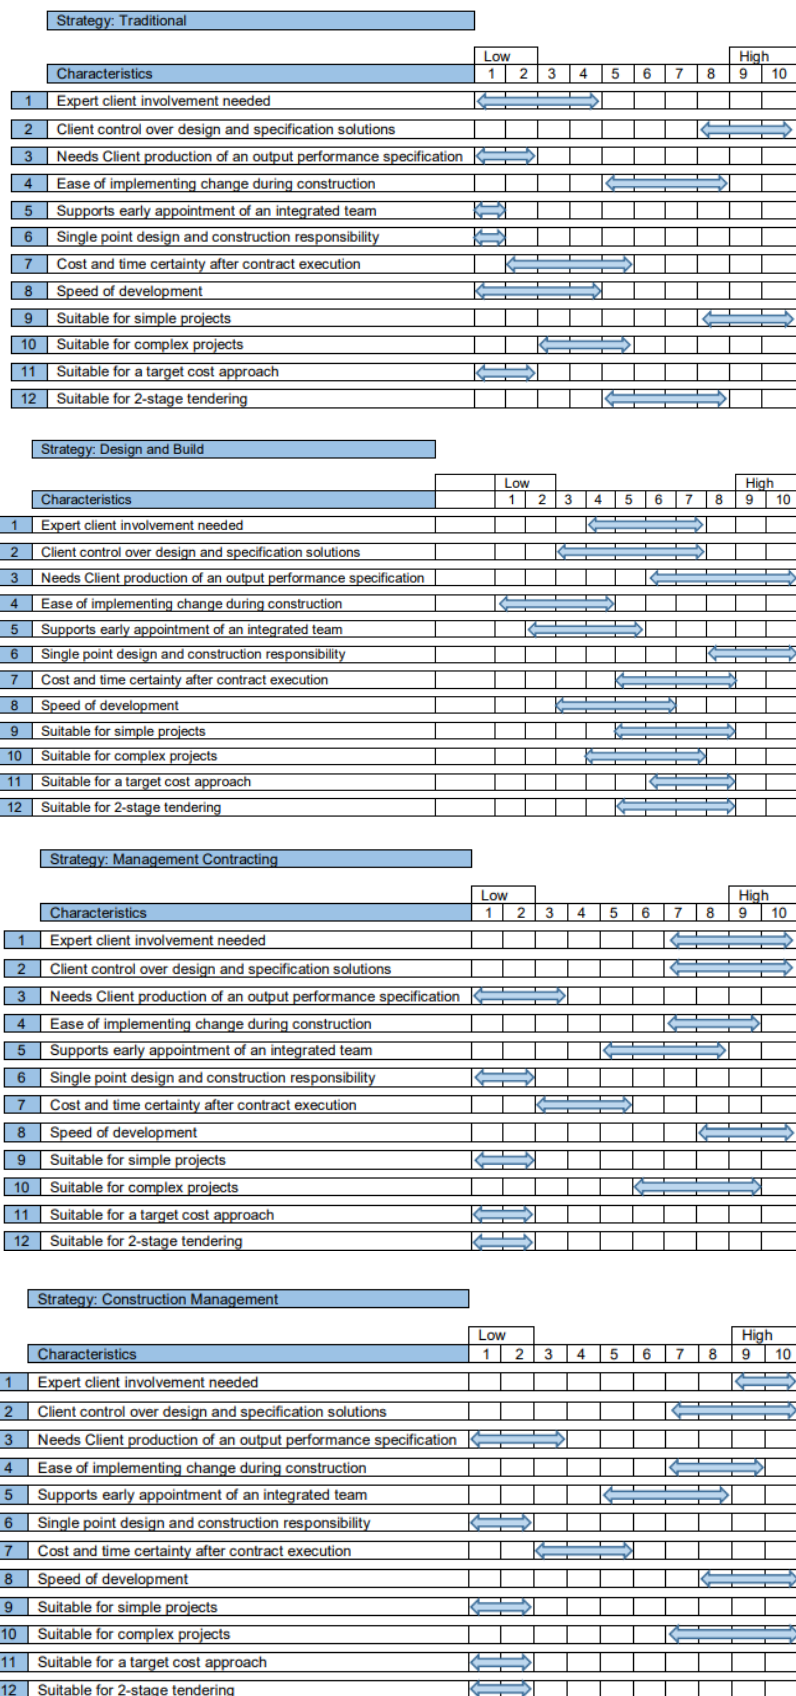 Strategy: Traditional
Low High
Characteristics 1 2 3 4 5 6 7 8 9 10
1 Expert client involvement needed
2 Client control over design and specification solutions
3 Needs Client production of an output performance specification
4 Ease of implementing change during construction
5 Supports early appointment of an integrated team
6 Single point design and construction responsibility
7 Cost and time certainty after contract execution
8 Speed of development
9 Suitable for simple projects
10 Suitable for complex projects
11 Suitable for a target cost approach
12 Suitable for 2-stage tendering
Strategy: Design and Build
Low High
Characteristics 1 2 3 4 5 6 7 8 9 10
1 Expert client involvement needed
2 Client control over design and specification solutions
3 Needs Client production of an output performance specification
4 Ease of implementing change during construction
5 Supports early appointment of an integrated team
6 Single point design and construction responsibility
7 Cost and time certainty after contract execution
8 Speed of development
9 Suitable for simple projects
10 Suitable for complex projects
11 Suitable for a target cost approach
12 Suitable for 2-stage tendering
Strategy: Management Contracting
Low High
Characteristics 1 2 3 4 5 6 7 8 9 10
1 Expert client involvement needed
2 Client control over design and specification solutions
3 Needs Client production of an output performance specification
4 Ease of implementing change during construction
5 Supports early appointment of an integrated team
6 Single point design and construction responsibility
7 Cost and time certainty after contract execution
8 Speed of development
9 Suitable for simple projects
10 Suitable for complex projects
11 Suitable for a target cost approach
12 Suitable for 2-stage tendering
Strategy: Construction Management
Low High
Characteristics 1 2 3 4 5 6 7 8 9 10
1 Expert client involvement needed
2 Client control over design and specification solutions
3 Needs Client production of an output performance specification
4 Ease of implementing change during construction
5 Supports early appointment of an integrated team
6 Single point design and construction responsibility
7 Cost and time certainty after contract execution
8 Speed of development
9 Suitable for simple projects
10 Suitable for complex projects
11 Suitable for a target cost approach
12 Suitable for 2-stage tendering